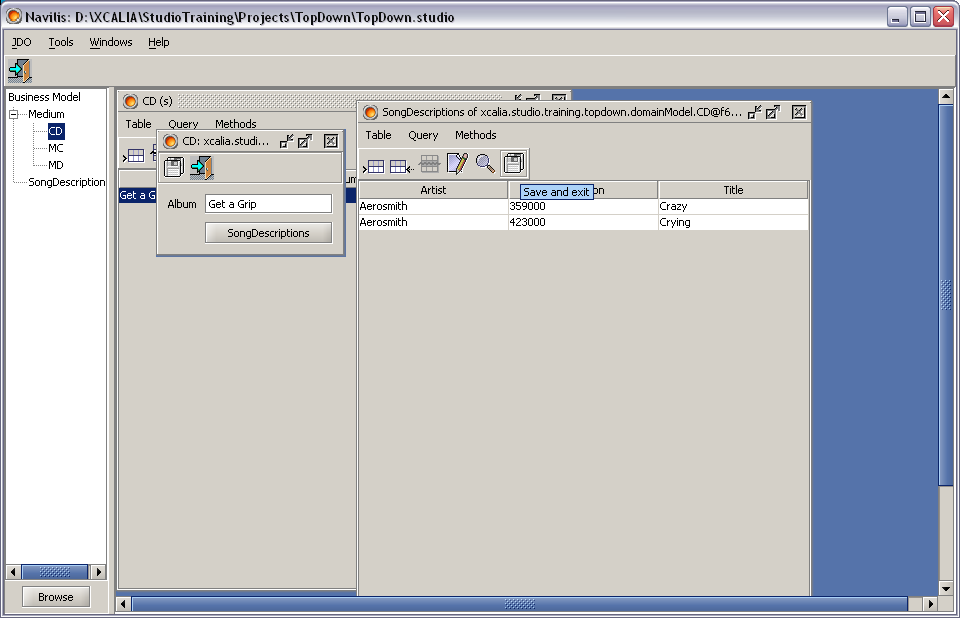 Navilis: D:\XCALIA\StudioTraining\Projects\TopDown\TopDown.studio
JDO Tools Windows Help
Business Model
Medium
CD
MC
MD
SongDescription
Browse
CD (s)
Table Query Methods
Get a G
CD: xcalia.studi...
Album Get a Grip
SongDescriptions
SongDescriptions of xcalia.studio.training.topdown.domainModel.CD@f6...
Table Query Methods
Save and exit
Artist on Title
Aerosmith 359000 Crazy
Aerosmith 423000 Crying